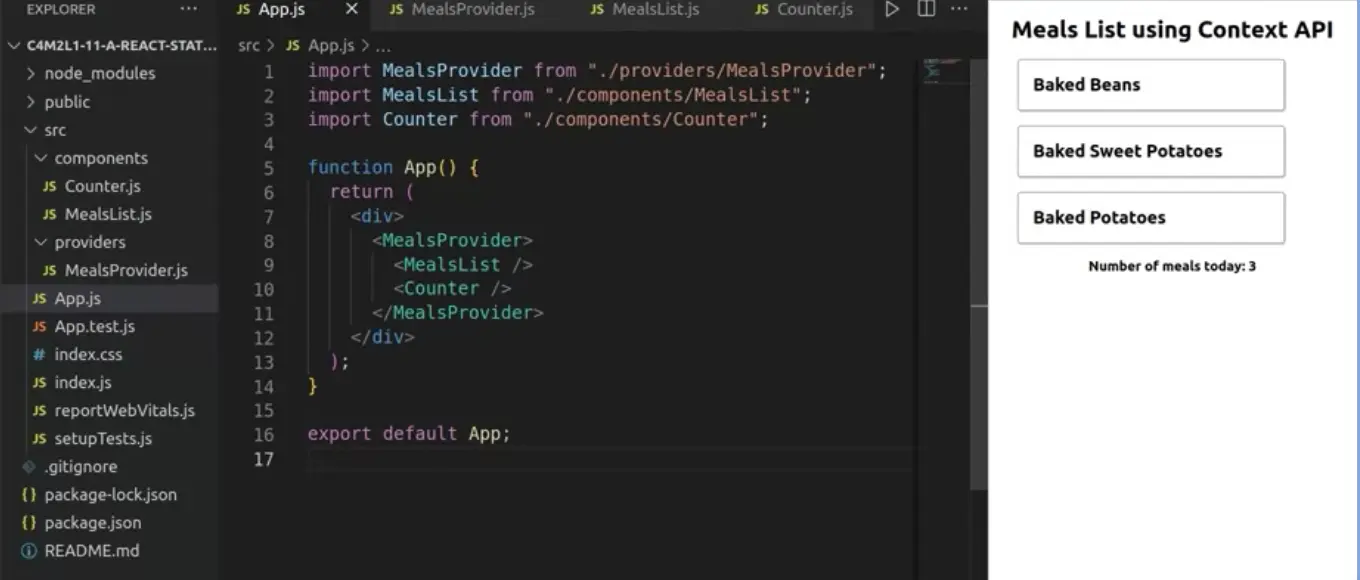 EXPLORER ...
C4M2L1-11-A-REACT-STAT...
node_modules
public
src
components
JS Counter.js
JS MealsList.js
providers
JS MealsProvider.js
JS App.js
JS App.test.js
# index.css
JS index.js
JS reportWebVitals.js
JS setupTests.js
.gitignore
{} package-lock.json
{} package.json
README.md
JS App.js JS MealsProvider.js JS MealsList.js JS Counter.js ...
src > JS App.js > ...
1 import MealsProvider from "./providers/MealsProvider";
2 import MealsList from "./components/MealsList";
3 import Counter from "./components/Counter";
4
5 function App() {
6 return (
7 <div>
8 <MealsProvider>
9 <MealsList />
10 <Counter />
11 </MealsProvider>
12 </div>
13 );
14 }
15
16 export default App;
17
Meals List using Context API
Baked Beans
Baked Sweet Potatoes
Baked Potatoes
Number of meals today: 3